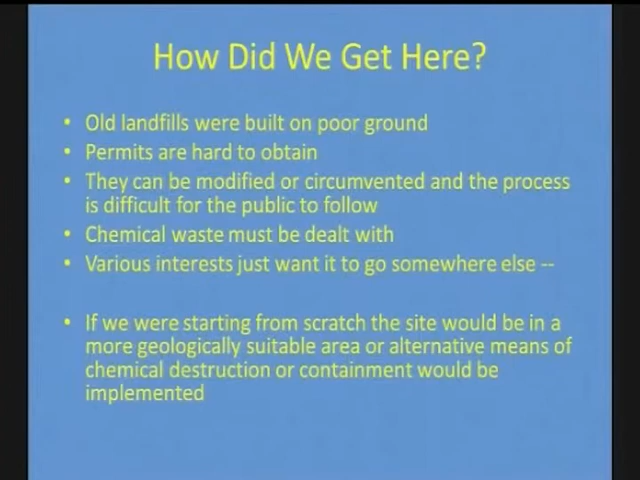 How Did We Get Here?
• Old landfills were built on poor ground
• Permits are hard to obtain
• They can be modified or circumvented and the process
is difficult for the public to follow
• Chemical waste must be dealt with
• Various interests just want it to go somewhere else --
• If we were starting from scratch the site would be in a
more geologically suitable area or alternative means of
chemical destruction or containment would be
implemented